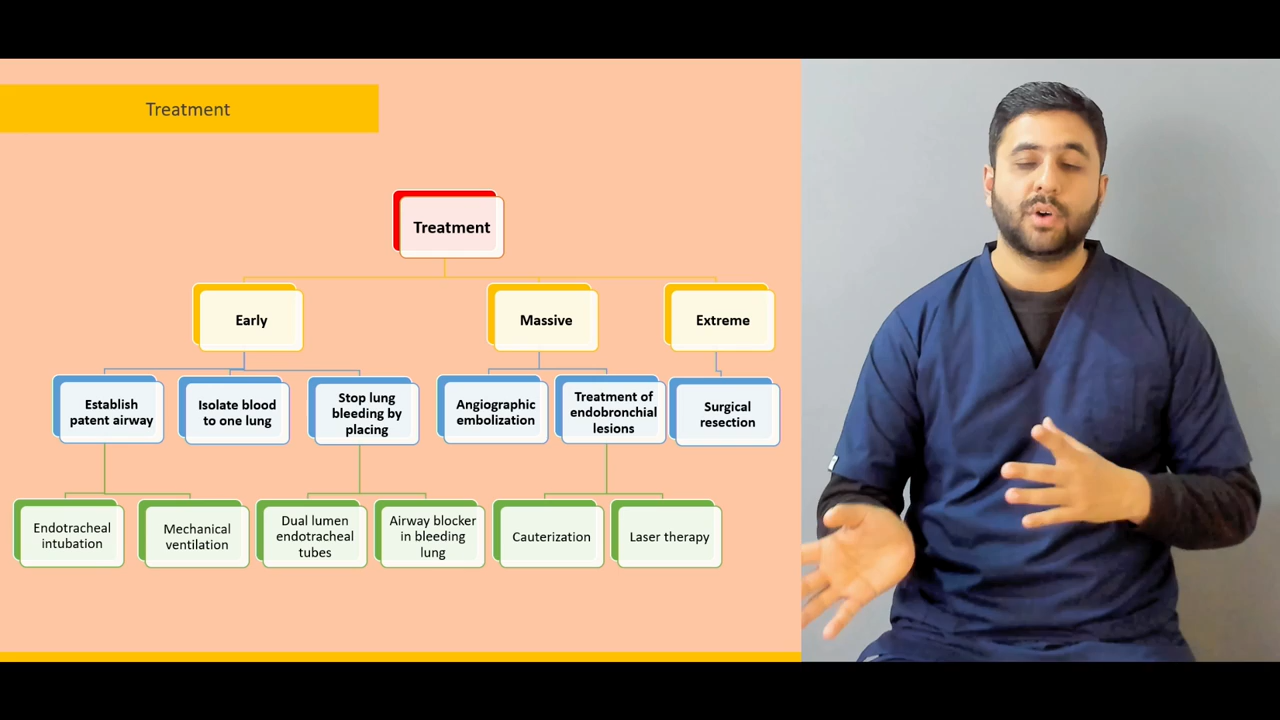 Treatment
Treatment
Early
Massive
Extreme
Establish
patent airway
Isolate blood
to one lung
Stop lung
bleeding by
placing
Angiographic
embolization
Treatment of
endobronchial
lesions
Surgical
resection
Endotracheal
intubation
Mechanical
ventilation
Dual lumen
endotracheal
tubes
Airway blocker
in bleeding
lung
Cauterization
Laser therapy